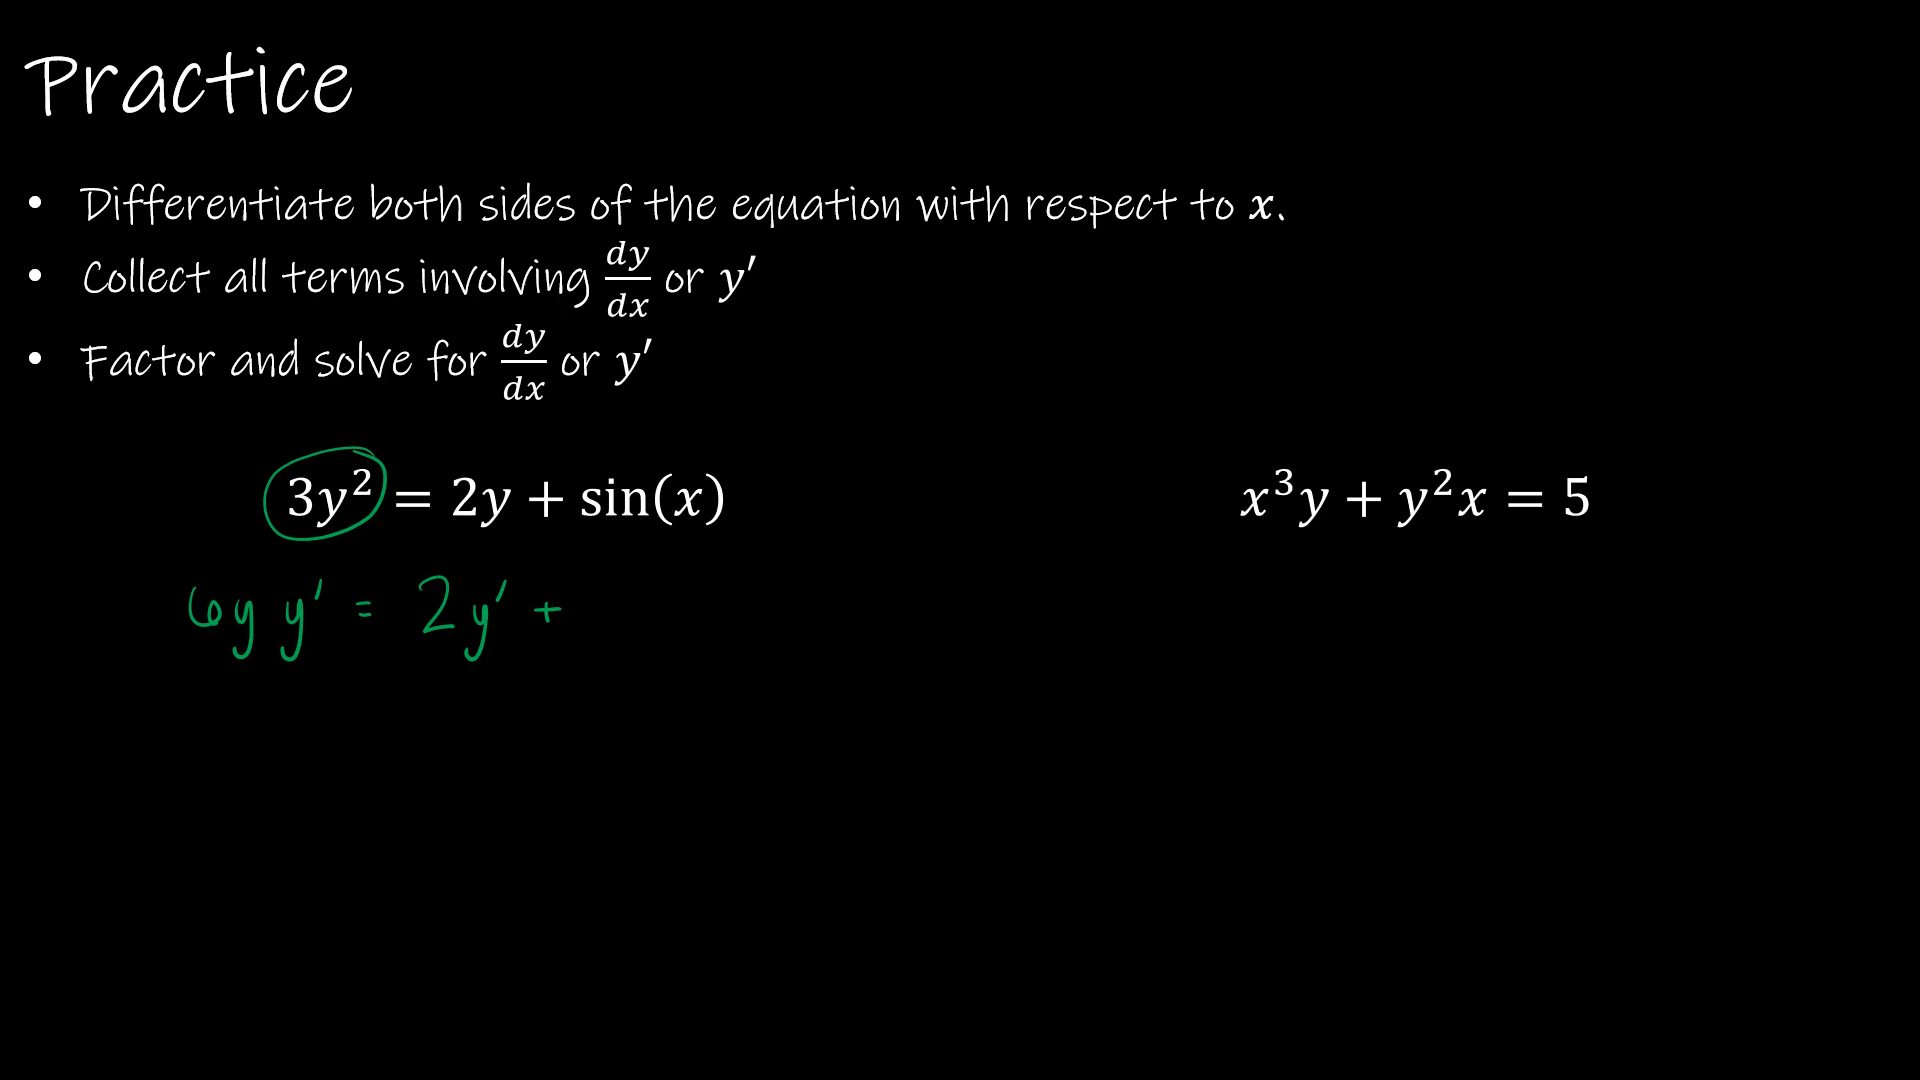 Practice
• Differentiate both sides of the equation with respect to x.
• Collect all terms involving dy/dx or y′
• Factor and solve for dy/dx or y′
3y² = 2y + sin(x)
x³y + y²x = 5
6y y' = 2y' +